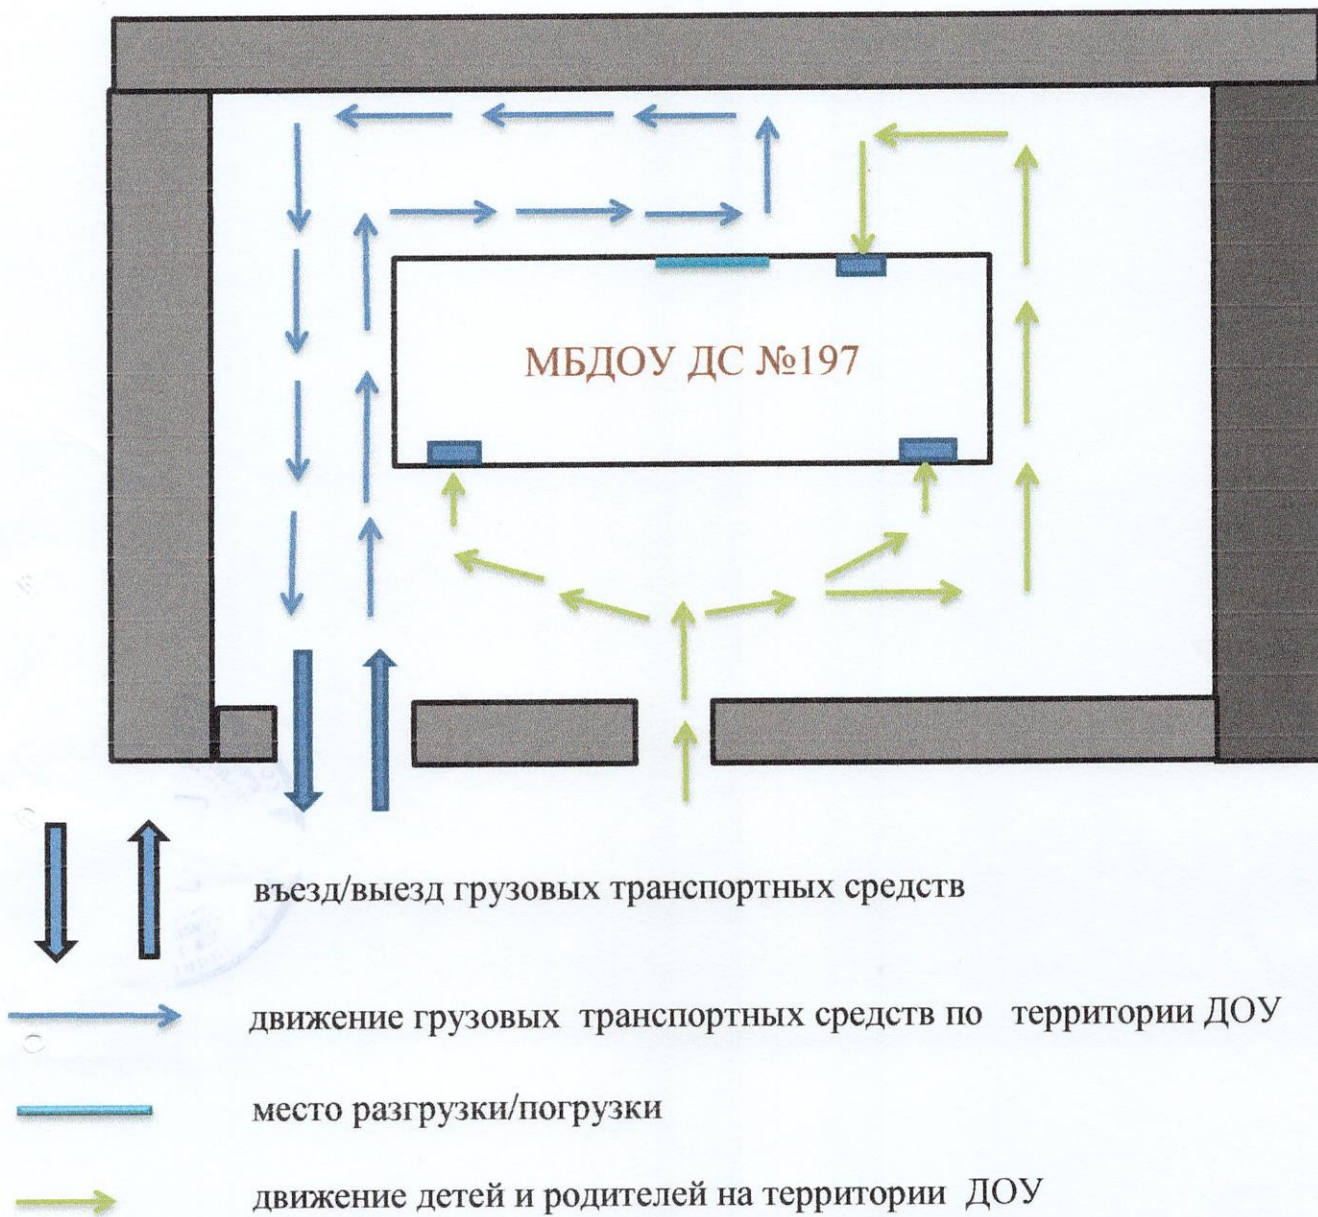 МБДОУ ДС №197
въезд/выезд грузовых транспортных средств
движение грузовых транспортных средств по территории ДОУ
место разгрузки/погрузки
движение детей и родителей на территории ДОУ